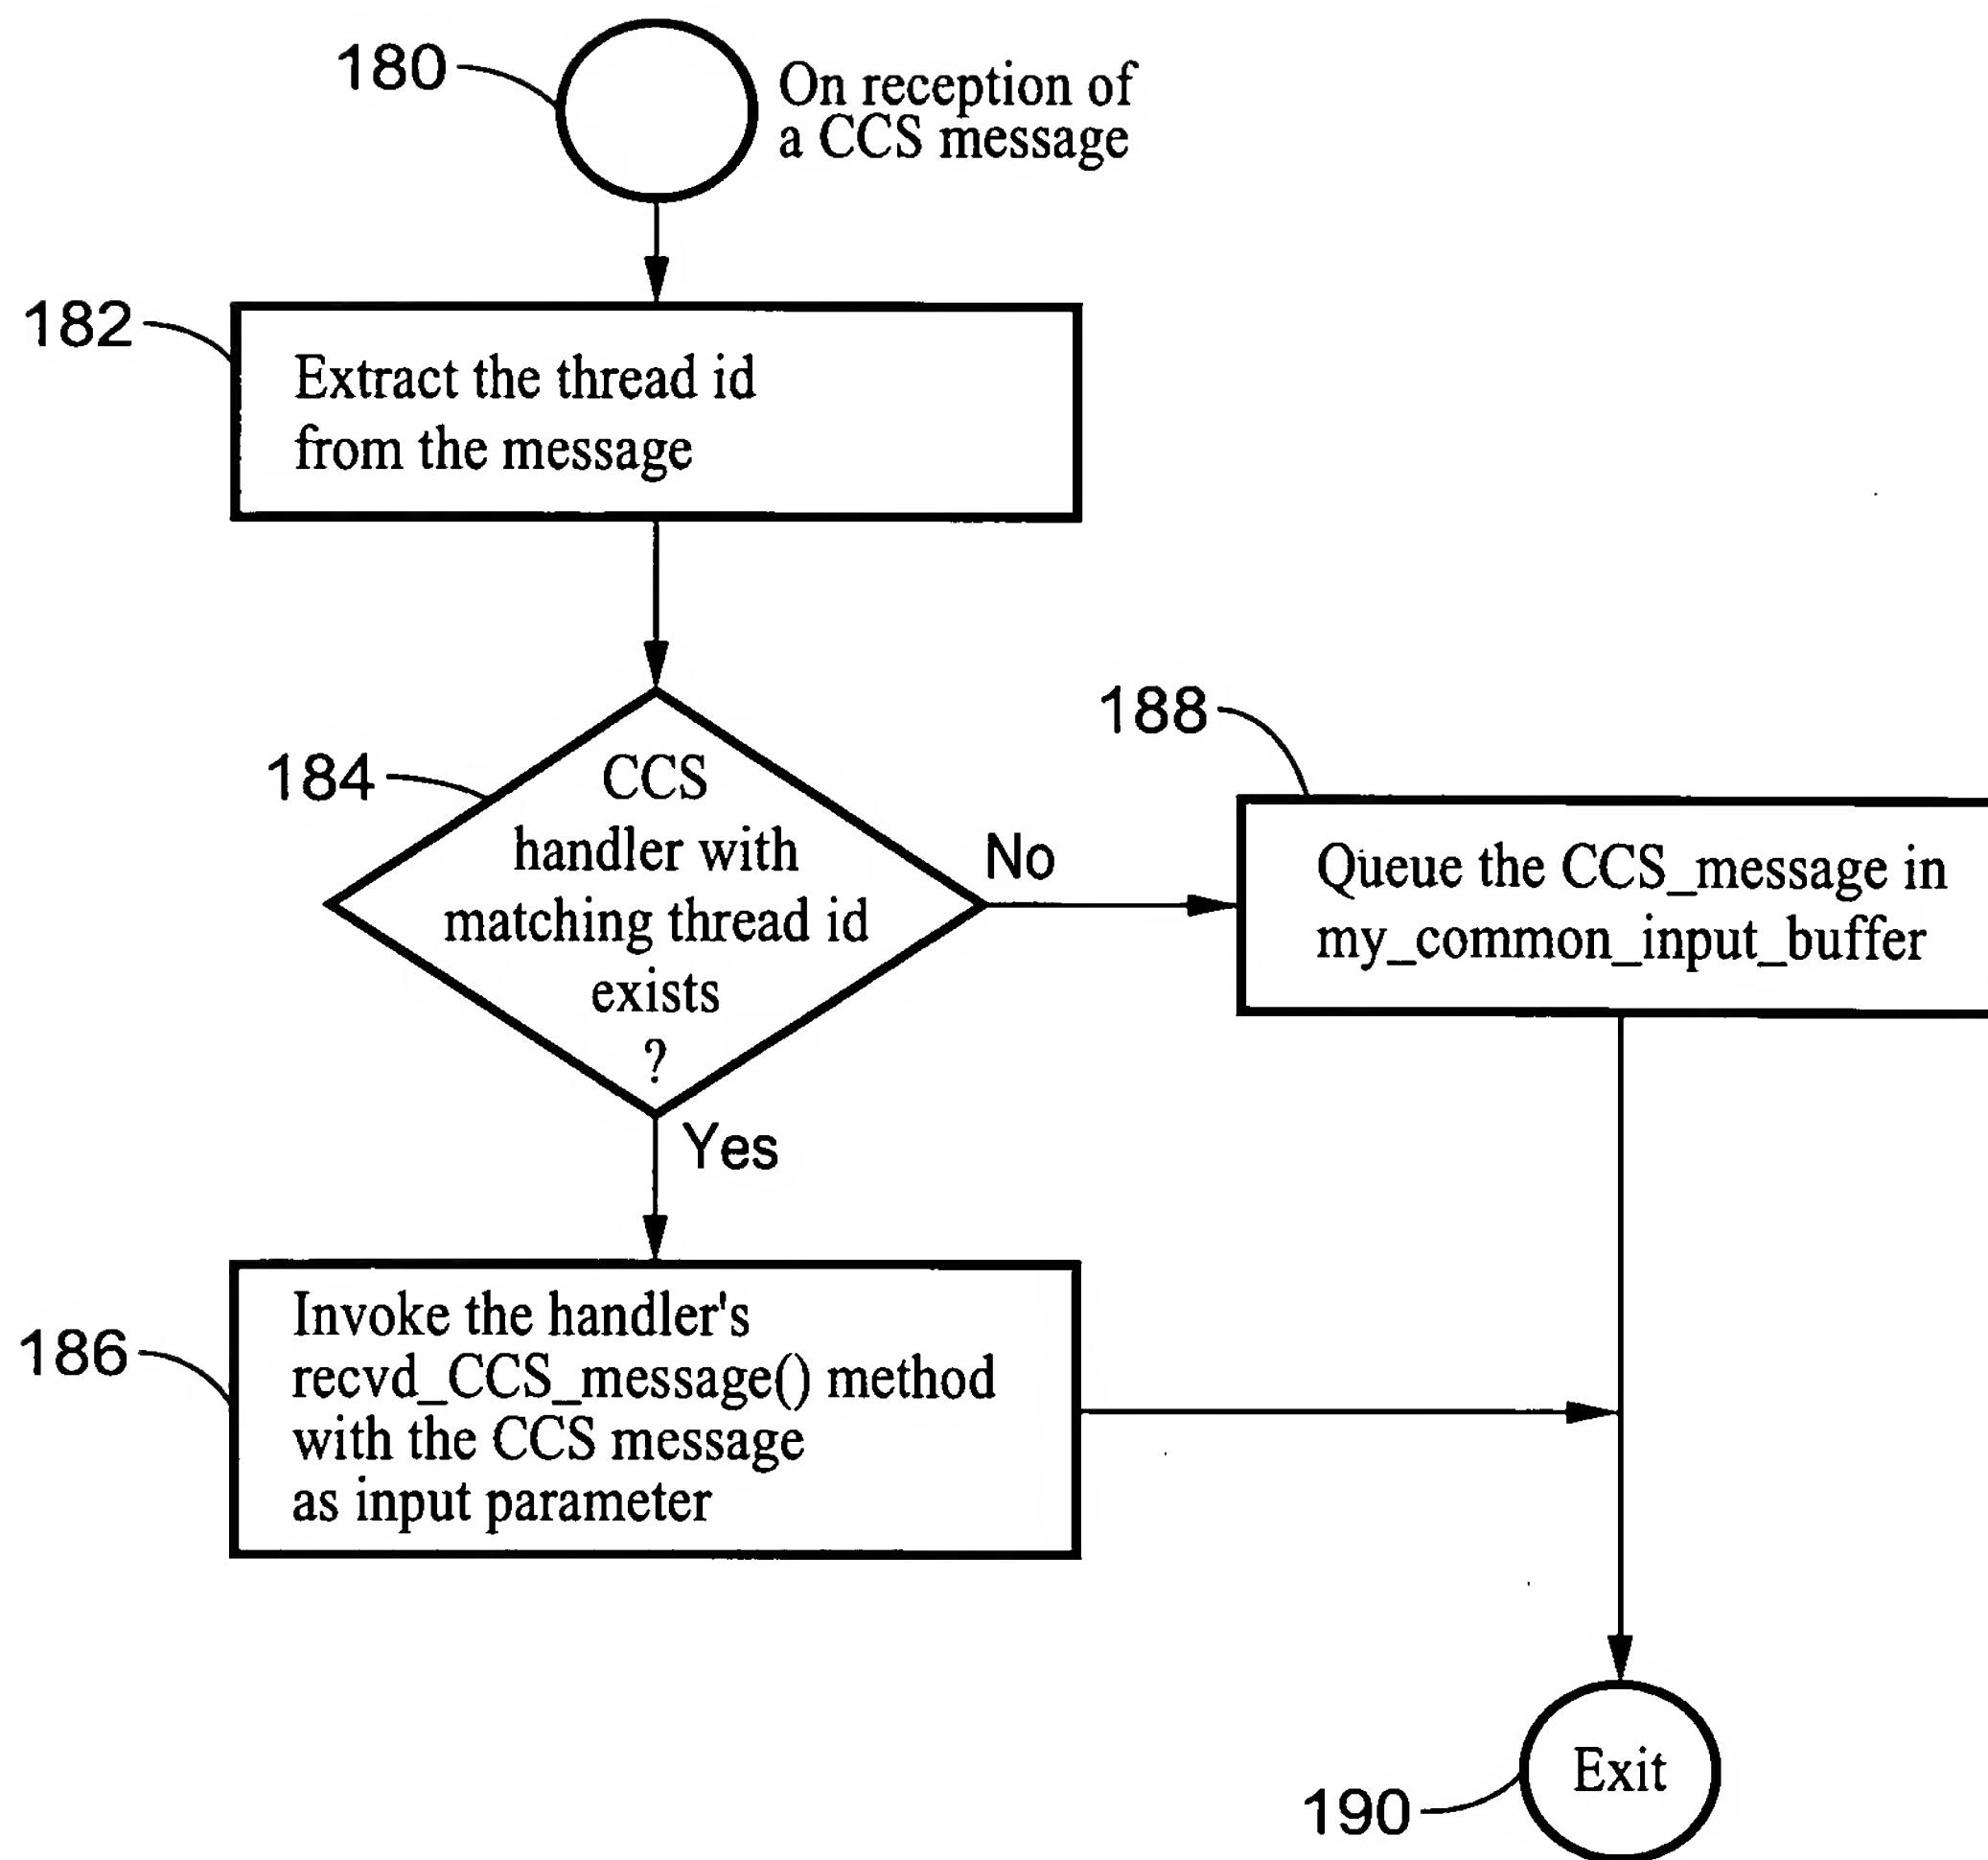 180
On reception of
a CCS message
182
Extract the thread id
from the message
184
CCS
handler with
matching thread id
exists
?
No
Yes
188
Queue the CCS_message in
my_common_input_buffer
186
Invoke the handler's
recvd_CCS_message() method
with the CCS message
as input parameter
190
Exit